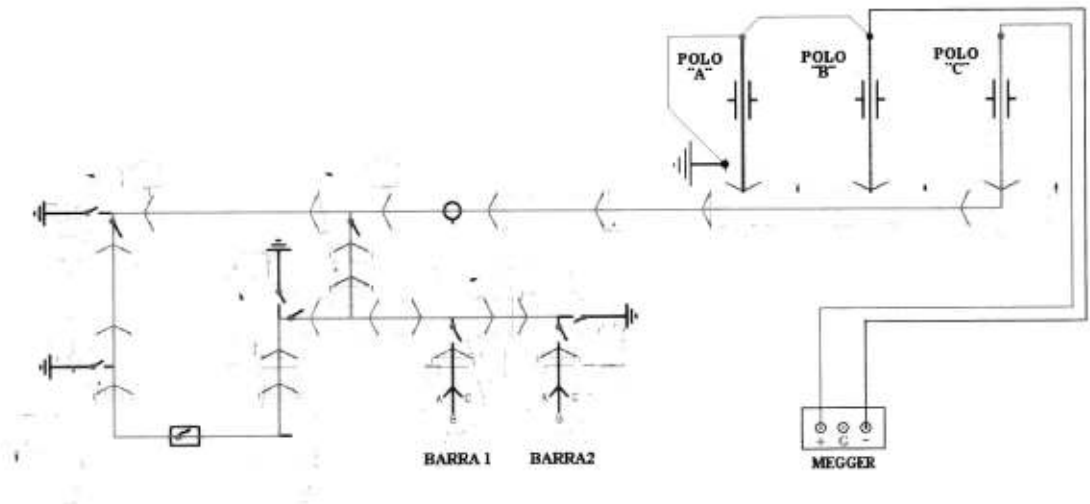 POLO
"A"
POLO
"B"
POLO
"C"
A C
A
BARRA 1
BARRA2
+ G -
MEGGER